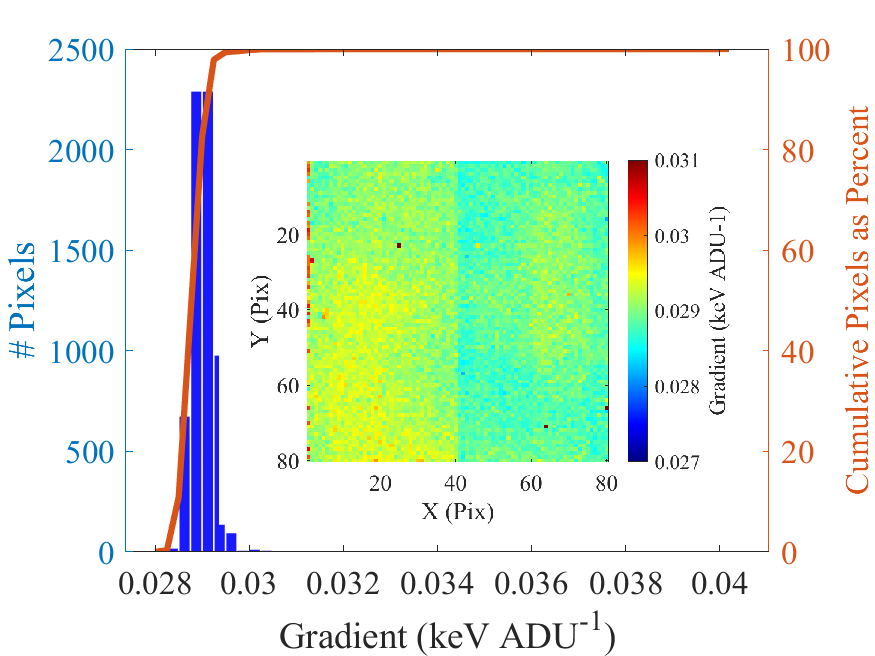 2500
2000
1500
1000
500
0
# Pixels
100
80
60
40
20
0
Cumulative Pixels as Percent
0.028 0.03 0.032 0.034 0.036 0.038 0.04
Gradient (keV ADU-1)
20
40
60
80
Y (Pix)
20 40 60 80
X (Pix)
0.031
0.03
0.029
0.028
0.027
Gradient (keV ADU-1)